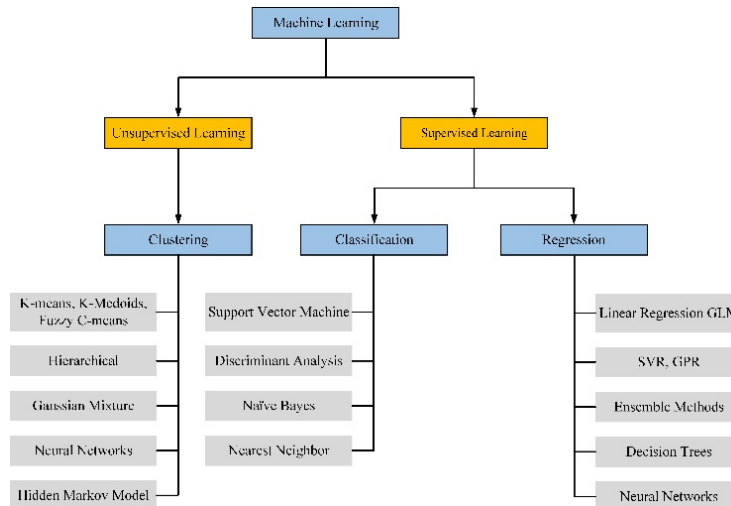 Machine Learning
Unsupervised Learning
Supervised Learning
Clustering
Classification
Regression
K-means, K-Medoids,
Fuzzy C-means
Hierarchical
Gaussian Mixture
Neural Networks
Hidden Markov Model
Support Vector Machine
Discriminant Analysis
Naïve Bayes
Nearest Neighbor
Linear Regression GLM
SVR, GPR
Ensemble Methods
Decision Trees
Neural Networks